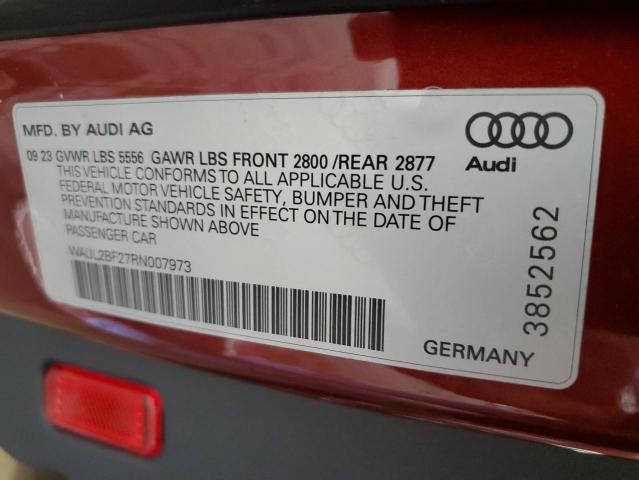 MFD. BY AUDI AG
09 23 GVWR LBS 5556 GAWR LBS FRONT 2800 /REAR 2877
THIS VEHICLE CONFORMS TO ALL APPLICABLE U.S.
FEDERAL MOTOR VEHICLE SAFETY, BUMPER AND THEFT
PREVENTION STANDARDS IN EFFECT ON THE DATE OF
MANUFACTURE SHOWN ABOVE
PASSENGER CAR
WAUL2BF27RN007973
Audi
3852562
GERMANY